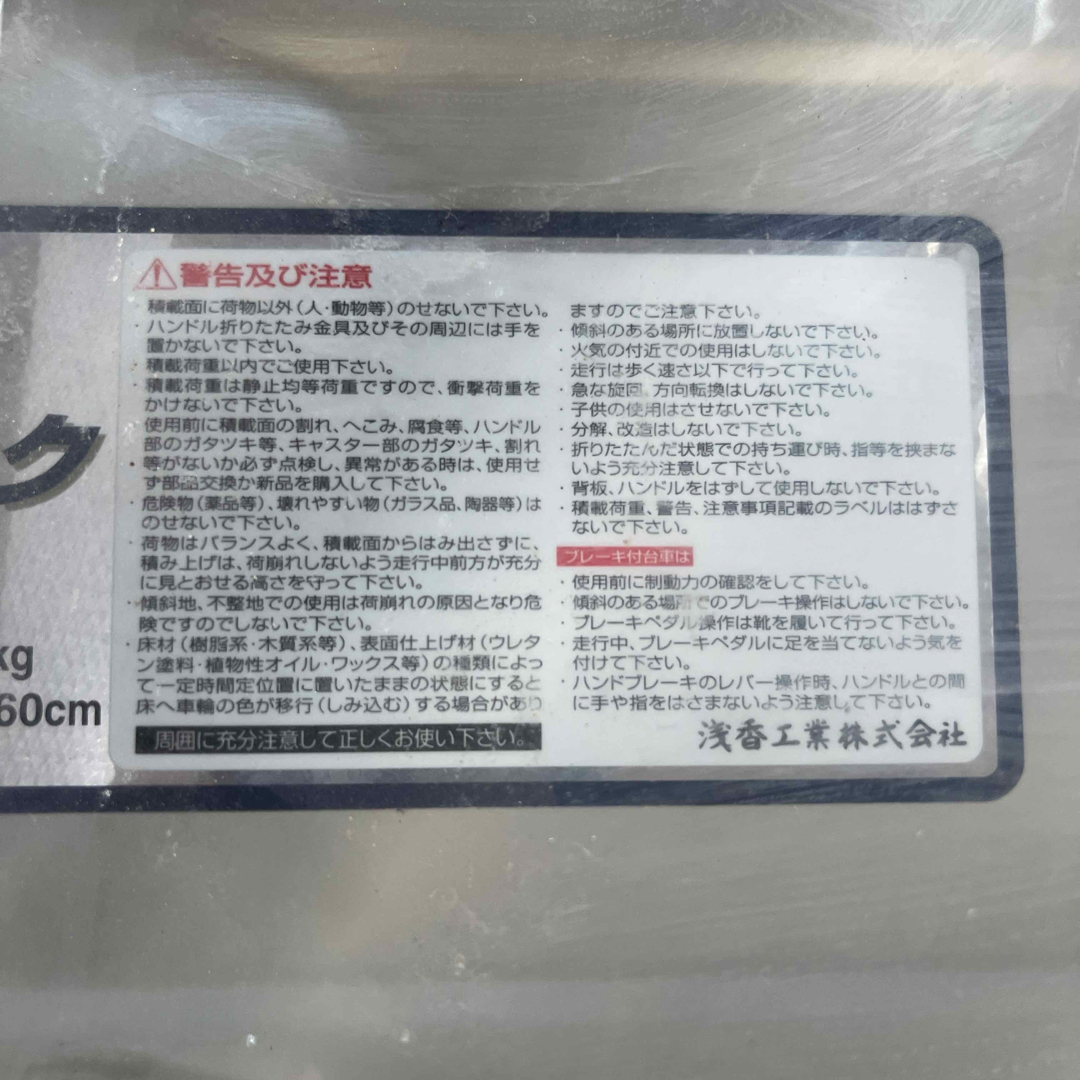 警告及び注意
・積載面に荷物以外(人・動物等)のせないで下さい。
・ハンドル折りたたみ金具及びその周辺には手を
置かないで下さい。
・積載荷重以内でご使用下さい。
・積載荷重は静止均等荷重ですので、衝撃荷重を
かけないで下さい。
・使用前に積載面の割れ、へこみ、腐食等、ハンドル
部のガタツキ等、キャスター部のガタツキ、割れ
等がないか必ず点検し、異常がある時は、使用せ
ず部品交換か新品を購入して下さい。
・危険物(薬品等)、壊れやすい物(ガラス品、陶器等)は
のせないで下さい。
・荷物はバランスよく、積載面からはみ出さずに、
積み上げは、荷崩れしないよう走行中前方が充分
に見とおせる高さを守って下さい。
・傾斜地、不整地での使用は荷崩れの原因となり危
険ですのでしないで下さい。
・床材(樹脂系・木質系等)、表面仕上げ材(ウレタ
ン塗料・植物性オイル・ワックス等)の種類によっ
て一定時間定位置に置いたままの状態にすると
床へ車輪の色が移行(しみ込む)する場合があり
周囲に充分注意して正しくお使い下さい。
ますのでご注意下さい。
・傾斜のある場所に放置しないで下さい。
・火気の付近での使用はしないで下さい。
・走行は歩く速さ以下で行って下さい。
・急な旋回、方向転換はしないで下さい。
・子供の使用はさせないで下さい。
・分解、改造はしないで下さい。
・折りたたんだ状態での持ち運び時、指等を挟まな
いよう充分注意して下さい。
・背板、ハンドルをはずして使用しないで下さい。
・積載荷重、警告、注意事項記載のラベルははずさ
ないで下さい。
ブレーキ付台車は
・使用前に制動力の確認をして下さい。
・傾斜のある場所でのブレーキ操作はしないで下さい。
・ブレーキペダル操作は靴を履いて行って下さい。
・走行中、ブレーキペダルに足を当てないよう気を
付けて下さい。
・ハンドブレーキのレバー操作時、ハンドルとの間
に手や指をはさまないよう注意して下さい。
浅香工業株式会社
ク
kg
60cm